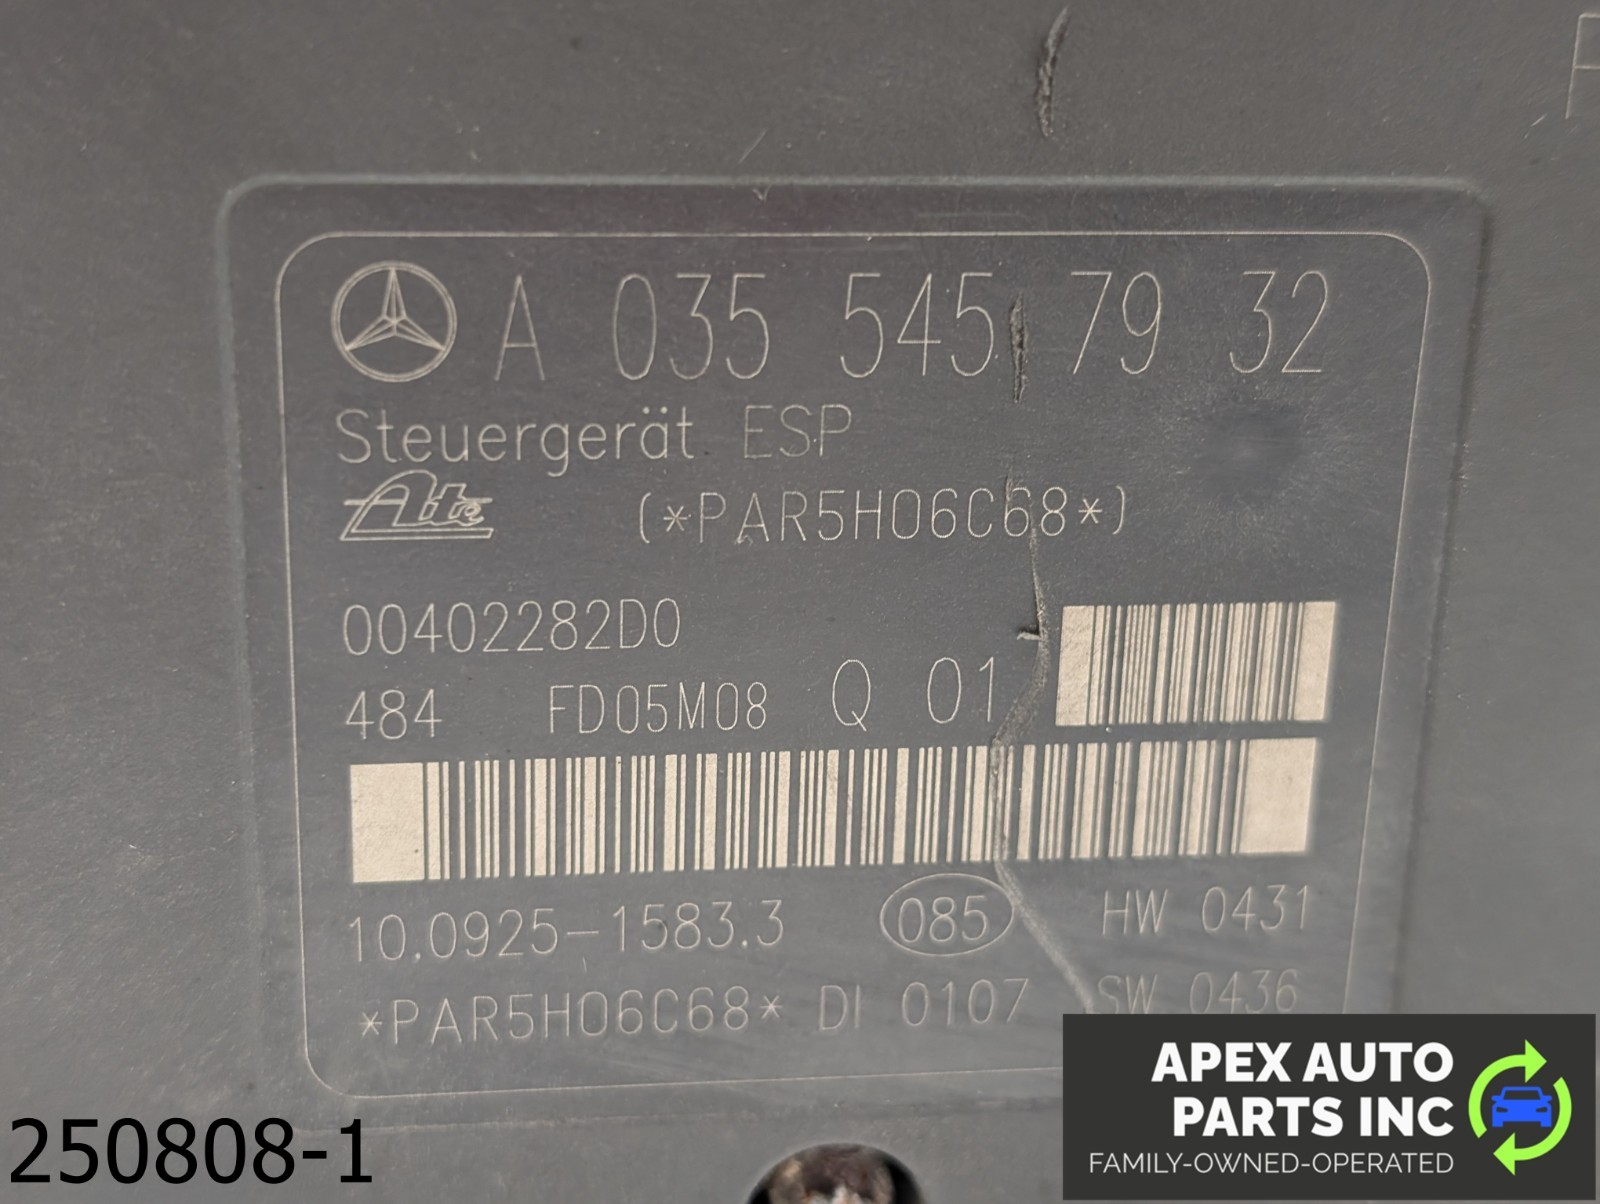 A 035 545 79 32
Steuergerät ESP
Ate (*PAR5H06C68*)
00402282D0
484 FD05M08 Q 01
10.0925-1583.3 085 HW 0431
*PAR5H06C68* DI 0107 SW 0436
APEX AUTO
PARTS INC
FAMILY-OWNED-OPERATED
250808-1